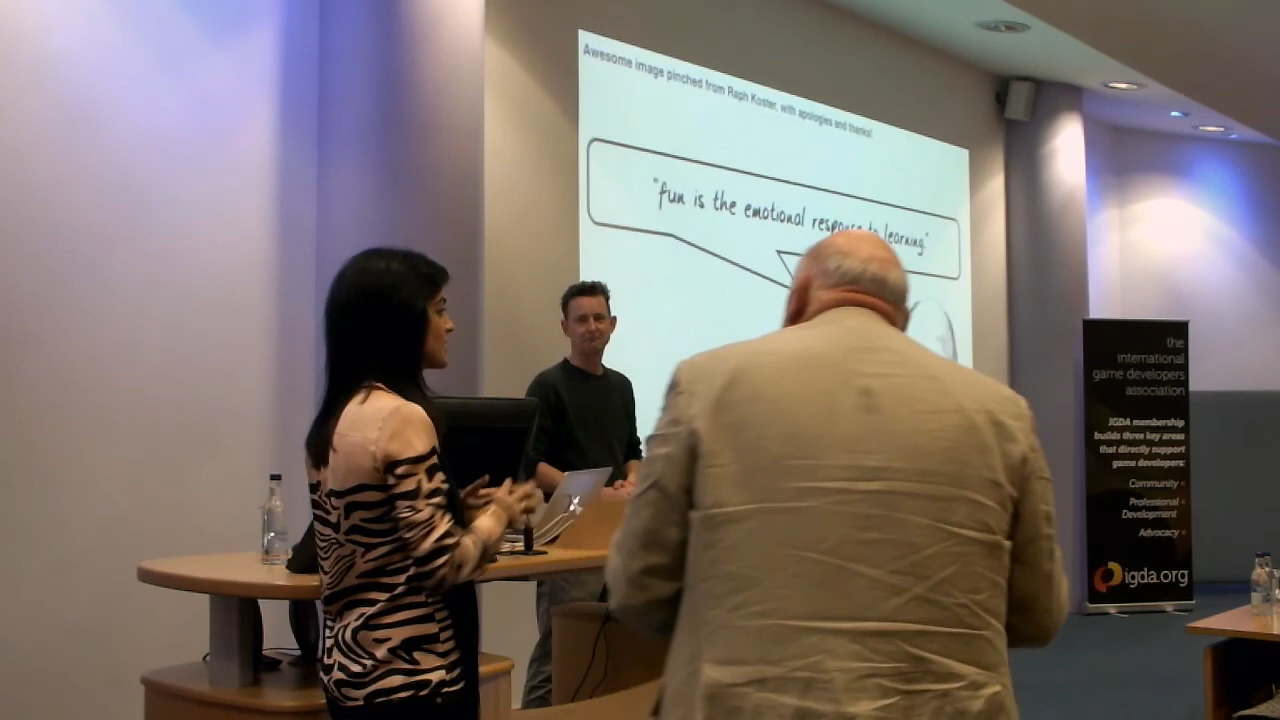 Awesome image pinched from Raph Koster, with apologies and thanks!
"fun is the emotional response to learning"
the
international
game developers
association
IGDA membership
builds three key areas
that directly support
game developers:
Community <
Professional <
Development
Advocacy <
igda.org